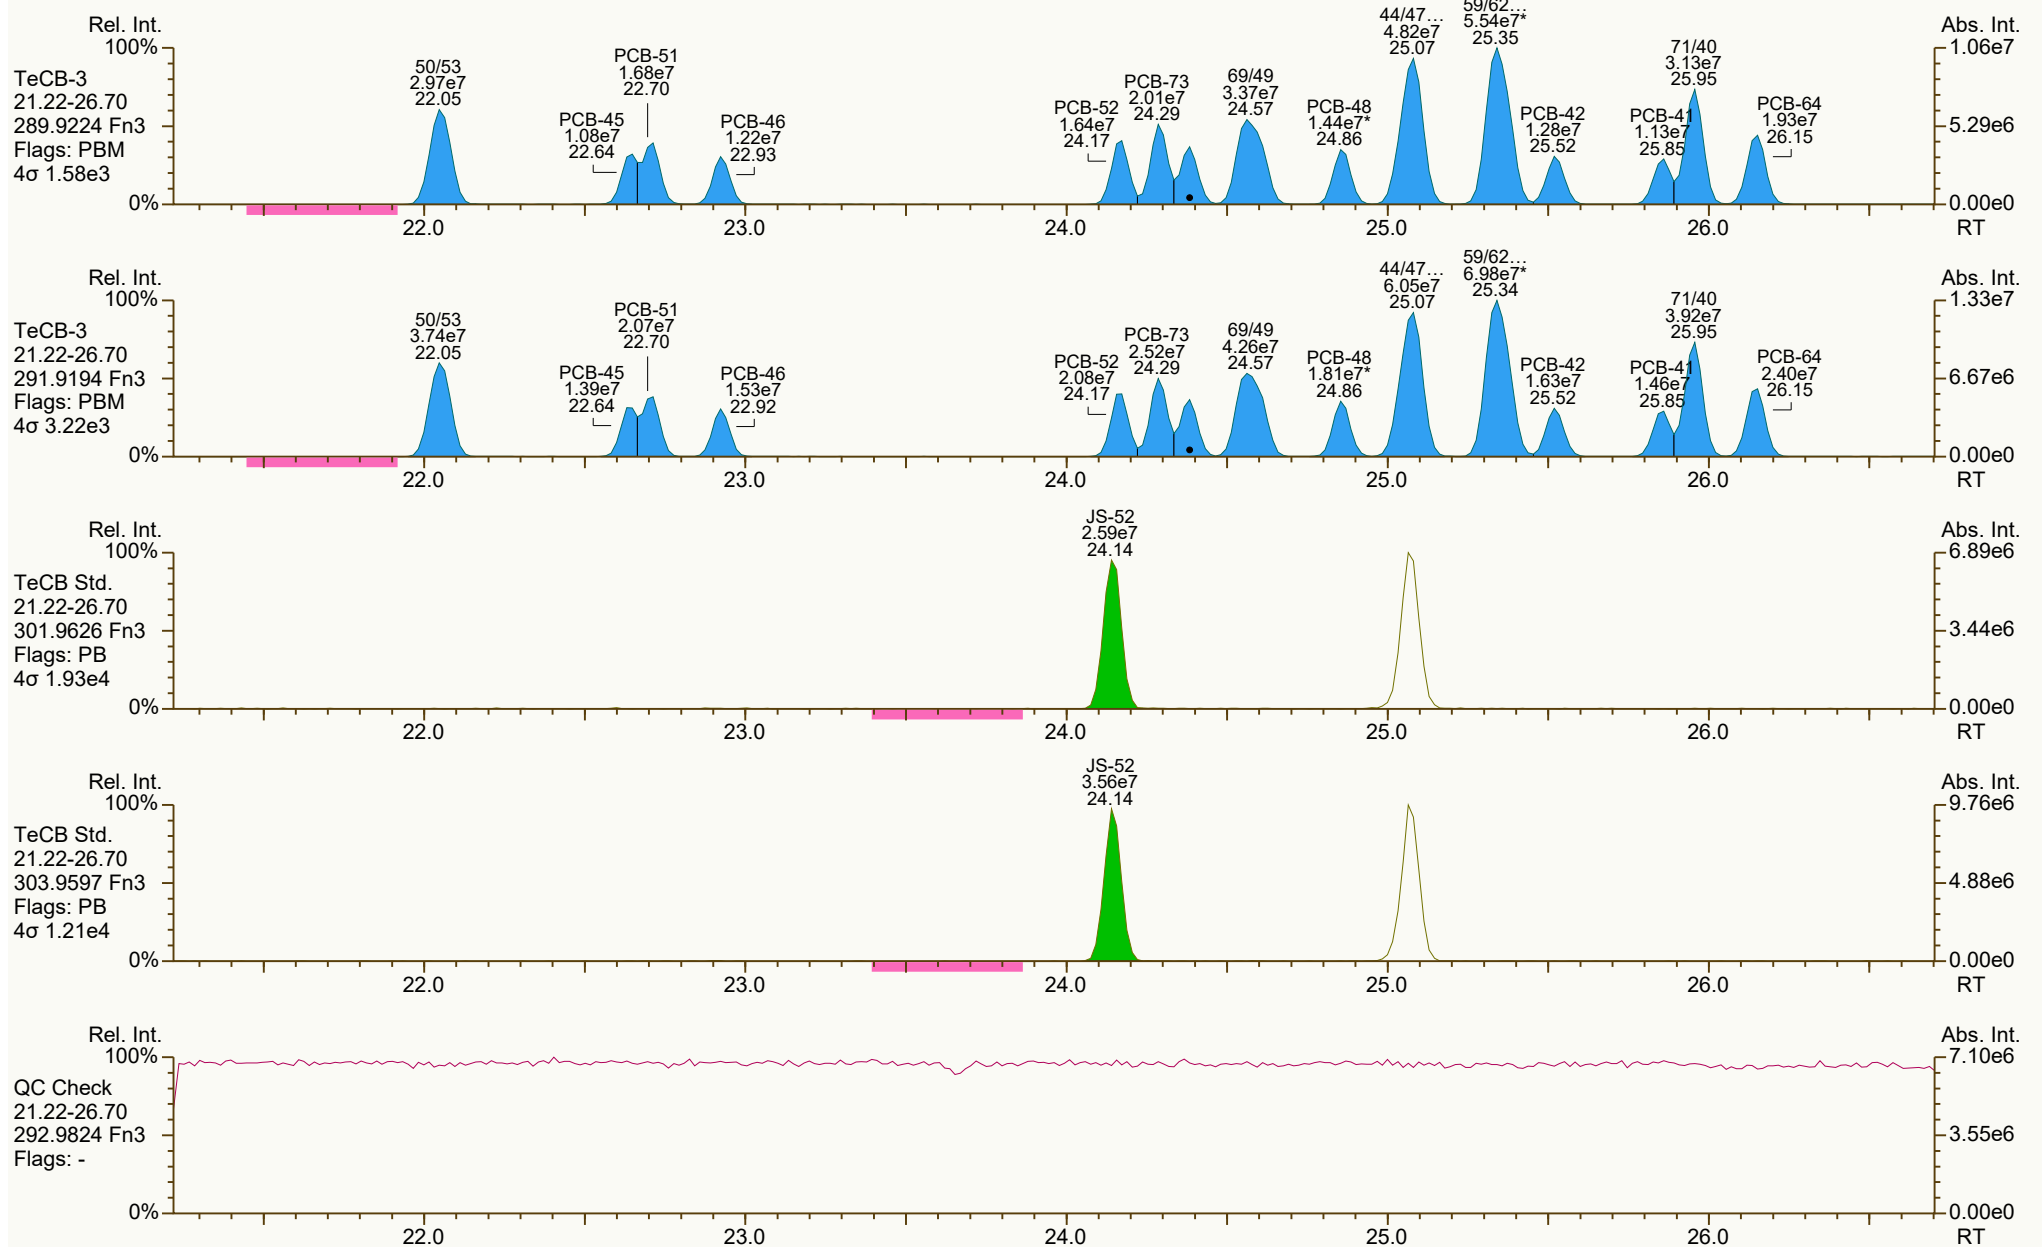 Rel. Int.
100%
0%
TeCB-3
21.22-26.70
289.9224 Fn3
Flags: PBM
4σ 1.58e3
50/53
2.97e7
22.05
PCB-45
1.08e7
22.64
PCB-51
1.68e7
22.70
PCB-46
1.22e7
22.93
PCB-52
1.64e7
24.17
PCB-73
2.01e7
24.29
69/49
3.37e7
24.57
PCB-48
1.44e7*
24.86
44/47…
4.82e7
25.07
59/62…
5.54e7*
25.35
PCB-42
1.28e7
25.52
PCB-41
1.13e7
25.85
71/40
3.13e7
25.95
PCB-64
1.93e7
26.15
Abs. Int.
1.06e7
5.29e6
0.00e0
22.0 23.0 24.0 25.0 26.0 RT
Rel. Int.
100%
0%
TeCB-3
21.22-26.70
291.9194 Fn3
Flags: PBM
4σ 3.22e3
50/53
3.74e7
22.05
PCB-45
1.39e7
22.64
PCB-51
2.07e7
22.70
PCB-46
1.53e7
22.92
PCB-52
2.08e7
24.17
PCB-73
2.52e7
24.29
69/49
4.26e7
24.57
PCB-48
1.81e7*
24.86
44/47…
6.05e7
25.07
59/62…
6.98e7*
25.34
PCB-42
1.63e7
25.52
PCB-41
1.46e7
25.85
71/40
3.92e7
25.95
PCB-64
2.40e7
26.15
Abs. Int.
1.33e7
6.67e6
0.00e0
22.0 23.0 24.0 25.0 26.0 RT
Rel. Int.
100%
0%
TeCB Std.
21.22-26.70
301.9626 Fn3
Flags: PB
4σ 1.93e4
JS-52
2.59e7
24.14
Abs. Int.
6.89e6
3.44e6
0.00e0
22.0 23.0 24.0 25.0 26.0 RT
Rel. Int.
100%
0%
TeCB Std.
21.22-26.70
303.9597 Fn3
Flags: PB
4σ 1.21e4
JS-52
3.56e7
24.14
Abs. Int.
9.76e6
4.88e6
0.00e0
22.0 23.0 24.0 25.0 26.0 RT
Rel. Int.
100%
0%
QC Check
21.22-26.70
292.9824 Fn3
Flags: -
Abs. Int.
7.10e6
3.55e6
0.00e0
22.0 23.0 24.0 25.0 26.0 RT